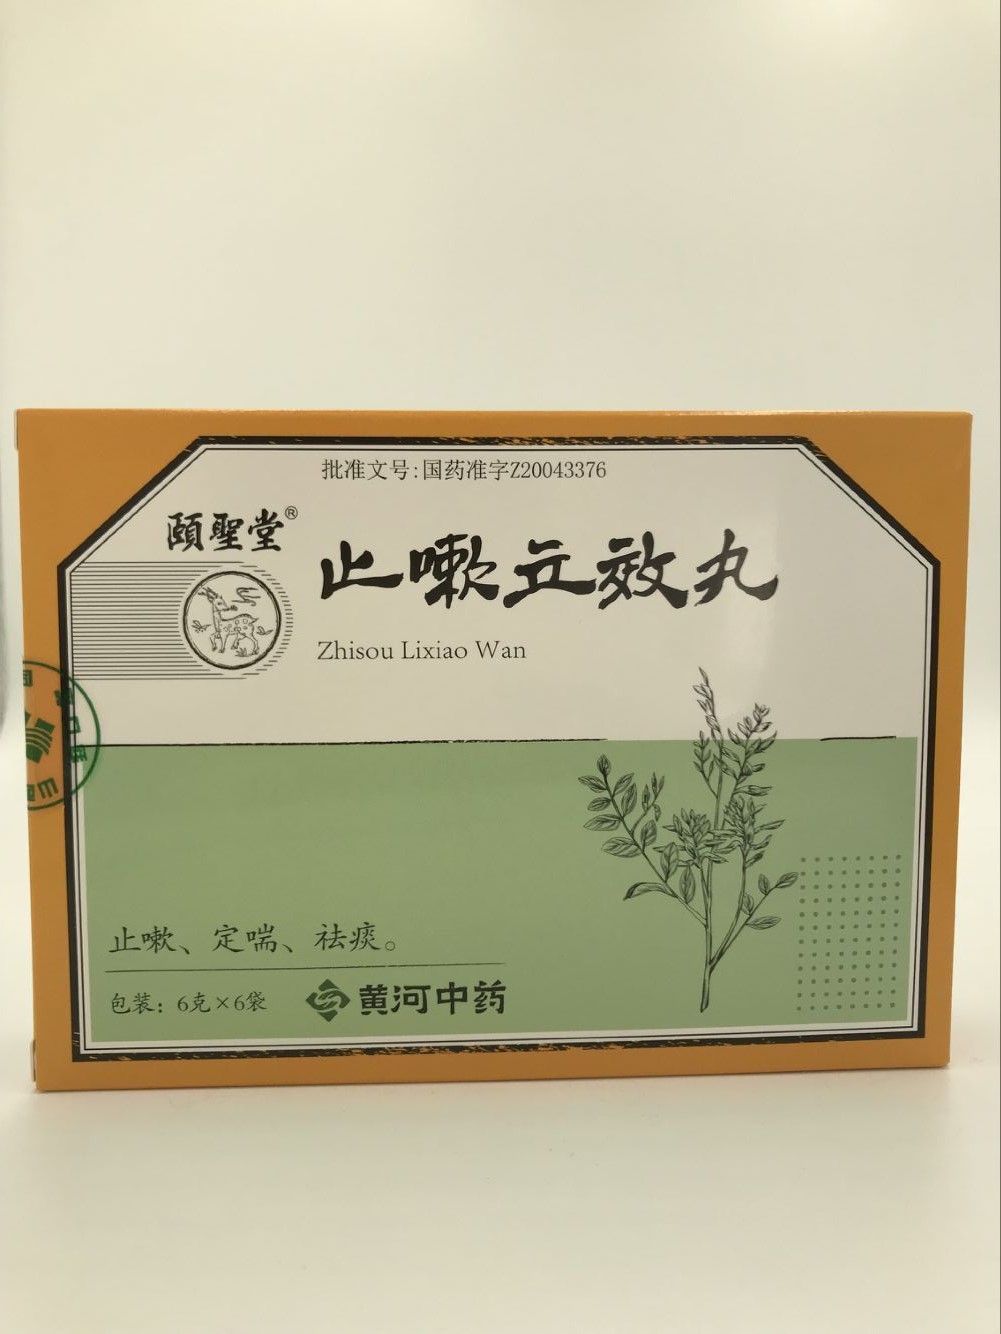 批准文号:国药准字Z20043376
頤聖堂®
止嗽立效丸
Zhisou Lixiao Wan
止嗽、定喘、祛痰。
包装：6克×6袋
黄河中药